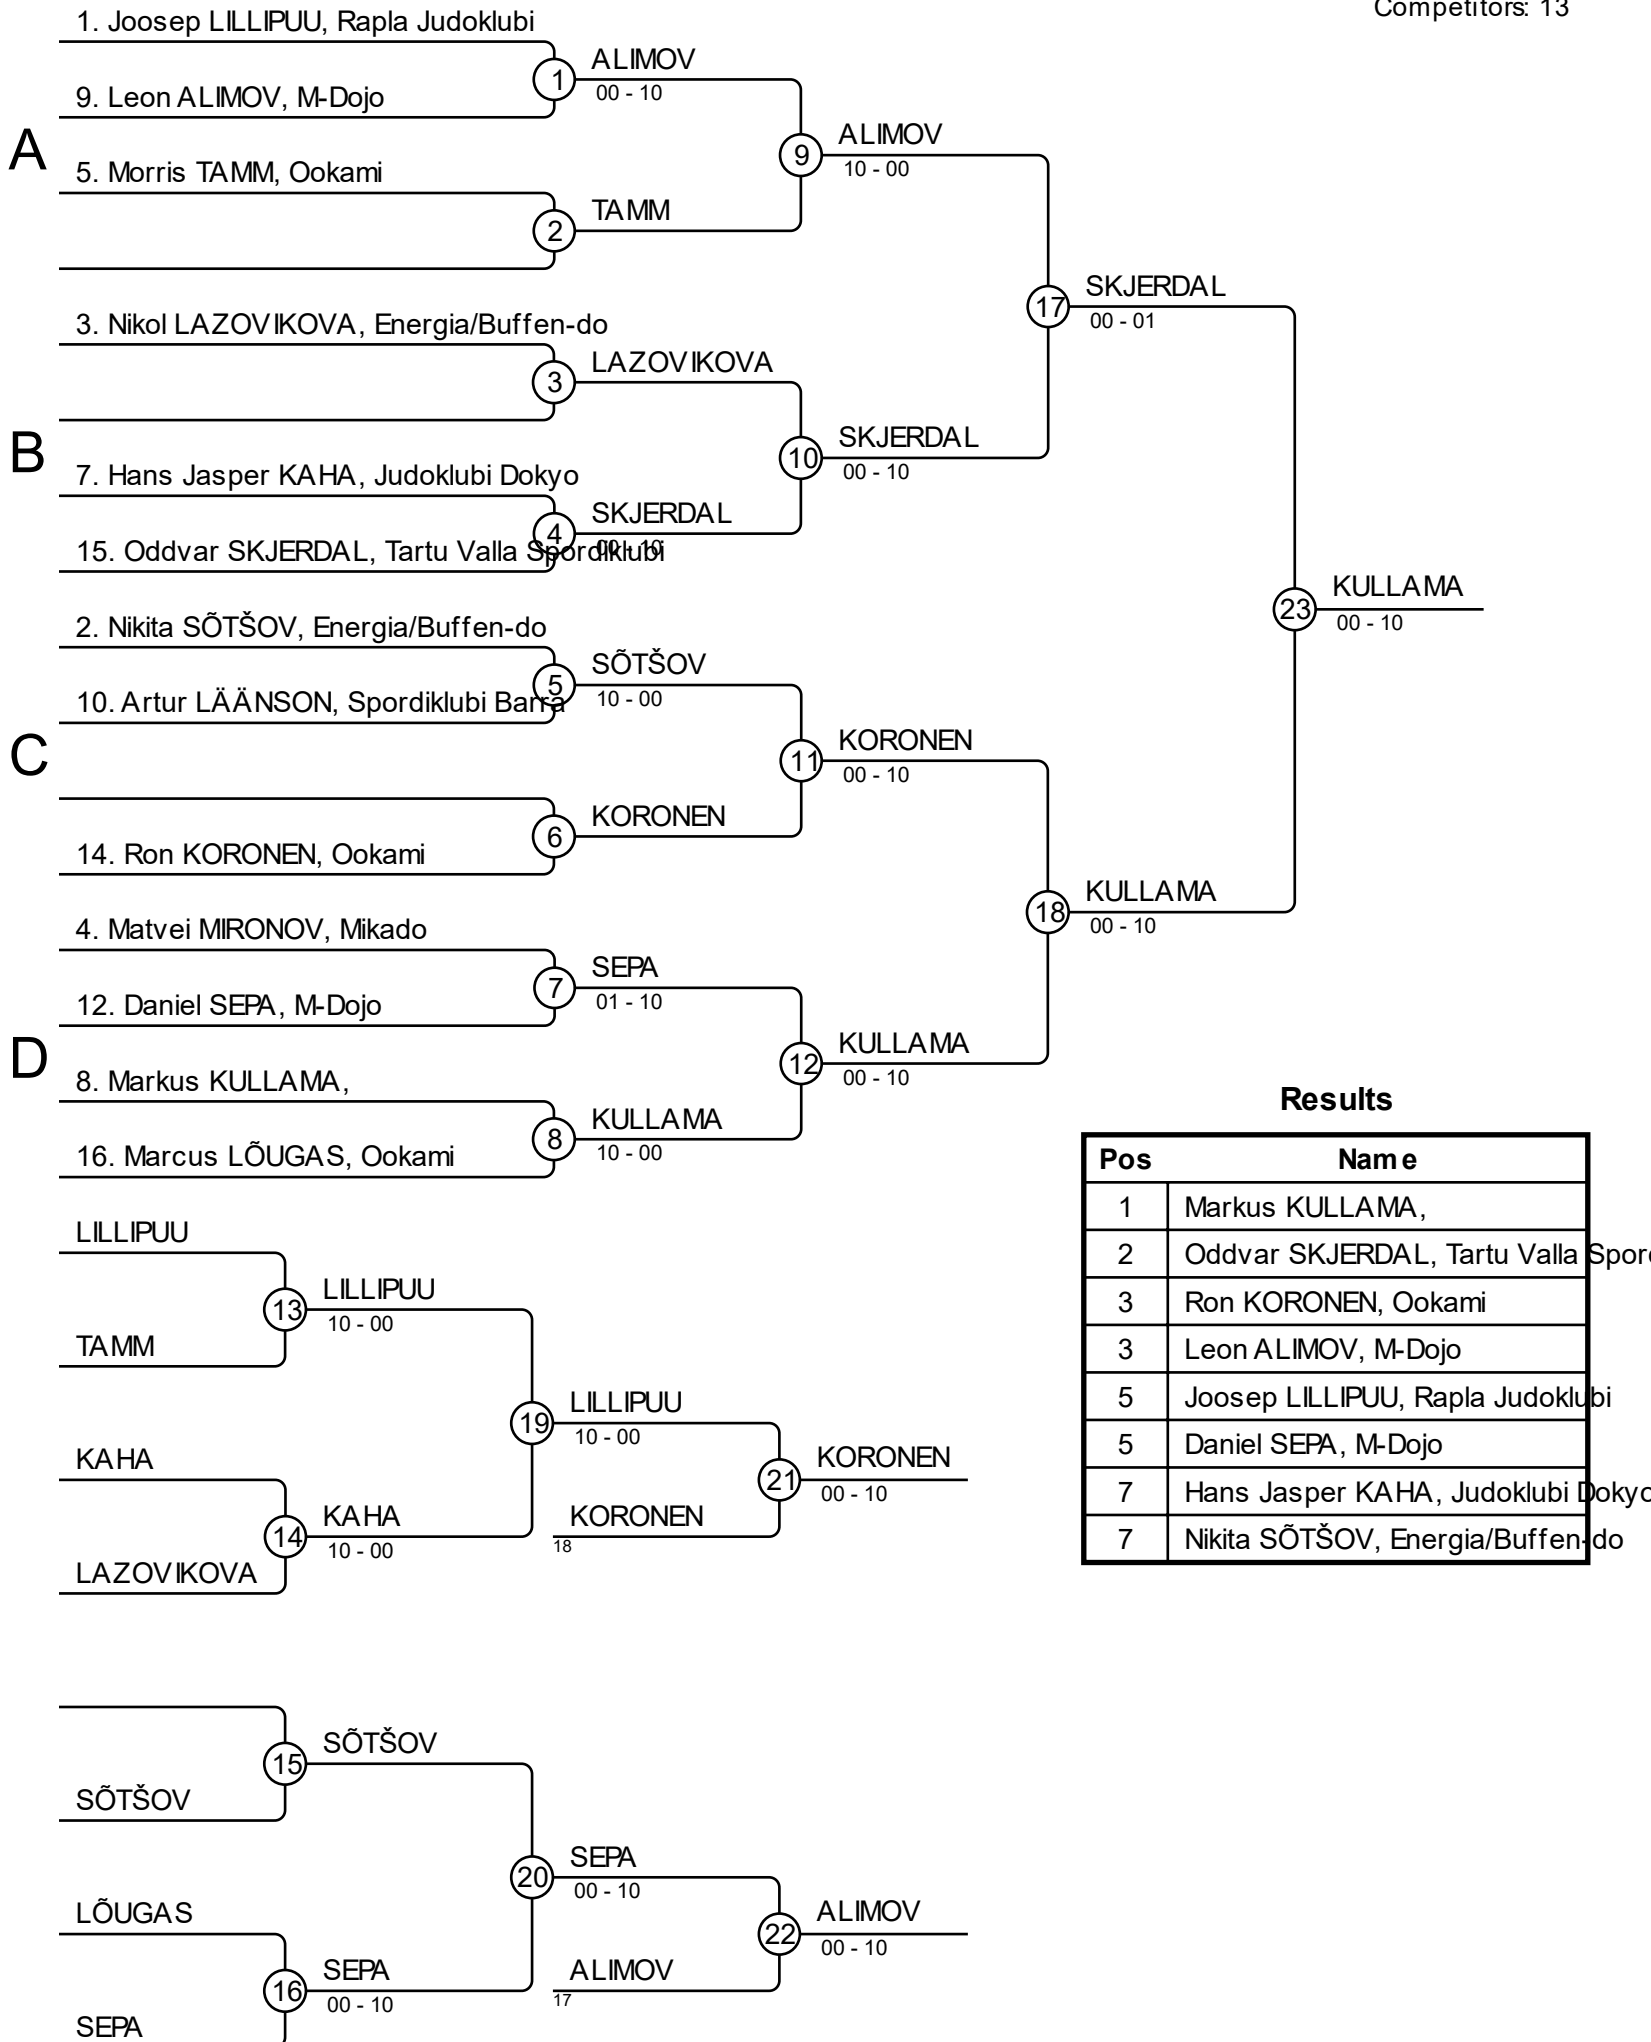 Competitors: 13
1. Joosep LILLIPUU, Rapla Judoklubi
1
ALIMOV
00 - 10
9. Leon ALIMOV, M-Dojo
A
9
ALIMOV
10 - 00
5. Morris TAMM, Ookami
2
TAMM
17
SKJERDAL
00 - 01
3. Nikol LAZOVIKOVA, Energia/Buffen-do
3
LAZOVIKOVA
B
10
SKJERDAL
00 - 10
7. Hans Jasper KAHA, Judoklubi Dokyo
4
SKJERDAL
00 - 10
15. Oddvar SKJERDAL, Tartu Valla Spordiklubi
23
KULLAMA
00 - 10
2. Nikita SÕTŠOV, Energia/Buffen-do
5
SÕTŠOV
10 - 00
10. Artur LÄÄNSON, Spordiklubi Barra
C
11
KORONEN
00 - 10
6
KORONEN
14. Ron KORONEN, Ookami
18
KULLAMA
00 - 10
4. Matvei MIRONOV, Mikado
7
SEPA
01 - 10
12. Daniel SEPA, M-Dojo
D
12
KULLAMA
00 - 10
8. Markus KULLAMA,
8
KULLAMA
10 - 00
16. Marcus LÕUGAS, Ookami
Results
Pos Name
1 Markus KULLAMA,
2 Oddvar SKJERDAL, Tartu Valla
3 Ron KORONEN, Ookami
3 Leon ALIMOV, M-Dojo
5 Joosep LILLIPUU, Rapla Judoklubi
5 Daniel SEPA, M-Dojo
7 Hans Jasper KAHA, Judoklubi Dokyo
7 Nikita SÕTŠOV, Energia/Buffen-do
LILLIPUU
13
LILLIPUU
10 - 00
TAMM
19
LILLIPUU
10 - 00
KAHA
14
KAHA
10 - 00
LAZOVIKOVA
KORONEN
18
21
KORONEN
00 - 10
15
SÕTŠOV
SÕTŠOV
20
SEPA
00 - 10
LÕUGAS
16
SEPA
00 - 10
SEPA
ALIMOV
17
22
ALIMOV
00 - 10